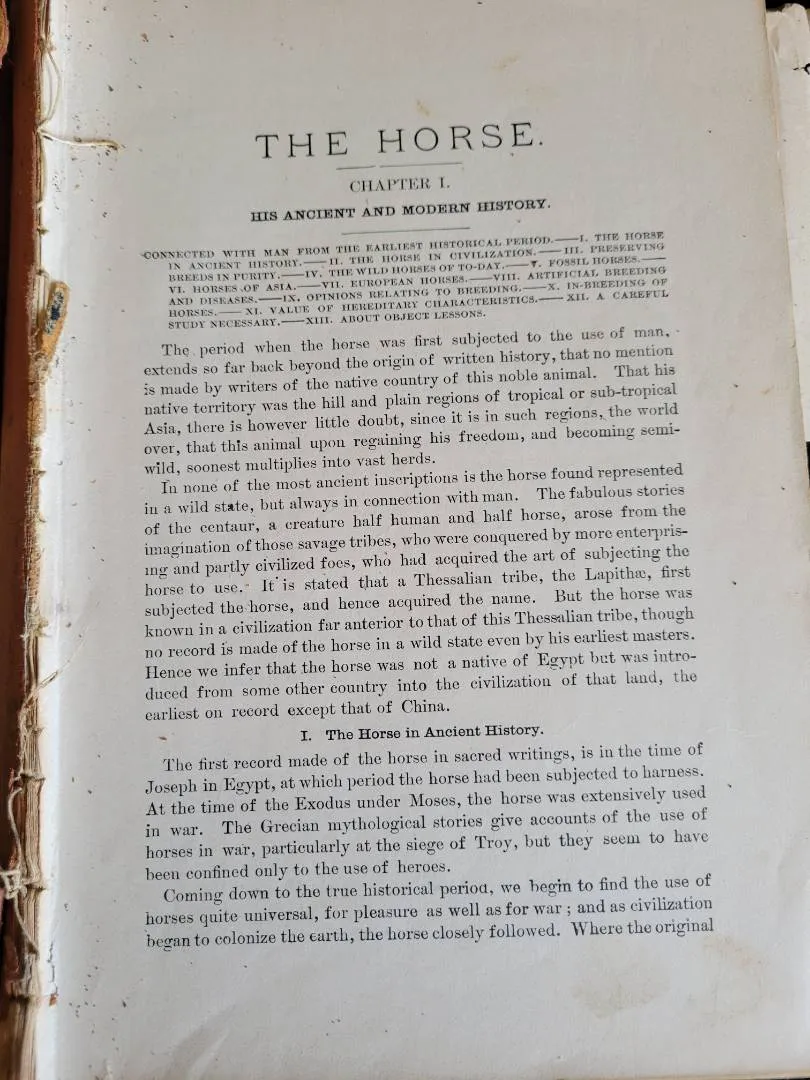 THE HORSE.
CHAPTER I.
HIS ANCIENT AND MODERN HISTORY.
CONNECTED WITH MAN FROM THE EARLIEST HISTORICAL PERIOD.——I. THE HORSE
IN ANCIENT HISTORY.——II. THE HORSE IN CIVILIZATION.——III. PRESERVING
BREEDS IN PURITY.——IV. THE WILD HORSES OF TO-DAY.——V. FOSSIL HORSES.——
VI. HORSES OF ASIA.——VII. EUROPEAN HORSES.——VIII. ARTIFICIAL BREEDING
AND DISEASES.——IX. OPINIONS RELATING TO BREEDING.——X. IN-BREEDING OF
HORSES.——XI. VALUE OF HEREDITARY CHARACTERISTICS.——XII. A CAREFUL
STUDY NECESSARY.——XIII. ABOUT OBJECT LESSONS.
The period when the horse was first subjected to the use of man,
extends so far back beyond the origin of written history, that no mention
is made by writers of the native country of this noble animal. That his
native territory was the hill and plain regions of tropical or sub-tropical
Asia, there is however little doubt, since it is in such regions, the world
over, that this animal upon regaining his freedom, and becoming semi-
wild, soonest multiplies into vast herds.
In none of the most ancient inscriptions is the horse found represented
in a wild state, but always in connection with man. The fabulous stories
of the centaur, a creature half human and half horse, arose from the
imagination of those savage tribes, who were conquered by more enterpris-
ing and partly civilized foes, who had acquired the art of subjecting the
horse to use. It is stated that a Thessalian tribe, the Lapithæ, first
subjected the horse, and hence acquired the name. But the horse was
known in a civilization far anterior to that of this Thessalian tribe, though
no record is made of the horse in a wild state even by his earliest masters.
Hence we infer that the horse was not a native of Egypt but was intro-
duced from some other country into the civilization of that land, the
earliest on record except that of China.
I. The Horse in Ancient History.
The first record made of the horse in sacred writings, is in the time of
Joseph in Egypt, at which period the horse had been subjected to harness.
At the time of the Exodus under Moses, the horse was extensively used
in war. The Grecian mythological stories give accounts of the use of
horses in war, particularly at the siege of Troy, but they seem to have
been confined only to the use of heroes.
Coming down to the true historical period, we begin to find the use of
horses quite universal, for pleasure as well as for war; and as civilization
began to colonize the earth, the horse closely followed. Where the original